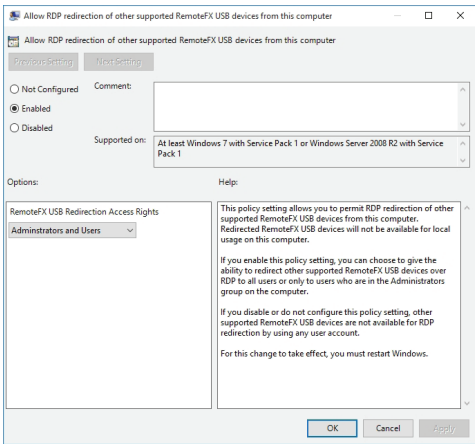 Allow RDP redirection of other supported RemoteFX USB devices from this computer
Allow RDP redirection of other supported RemoteFX USB devices from this computer
Previous Setting Next Setting
Not Configured
Enabled
Disabled
Comment:
Supported on:
At least Windows 7 with Service Pack 1 or Windows Server 2008 R2 with Service
Pack 1
Options:
RemoteFX USB Redirection Access Rights
Adminstrators and Users
Help:
This policy setting allows you to permit RDP redirection of other
supported RemoteFX USB devices from this computer.
Redirected RemoteFX USB devices will not be available for local
usage on this computer.
If you enable this policy setting, you can choose to give the
ability to redirect other supported RemoteFX USB devices over
RDP to all users or only to users who are in the Administrators
group on the computer.
If you disable or do not configure this policy setting, other
supported RemoteFX USB devices are not available for RDP
redirection by using any user account.
For this change to take effect, you must restart Windows.
OK Cancel Apply